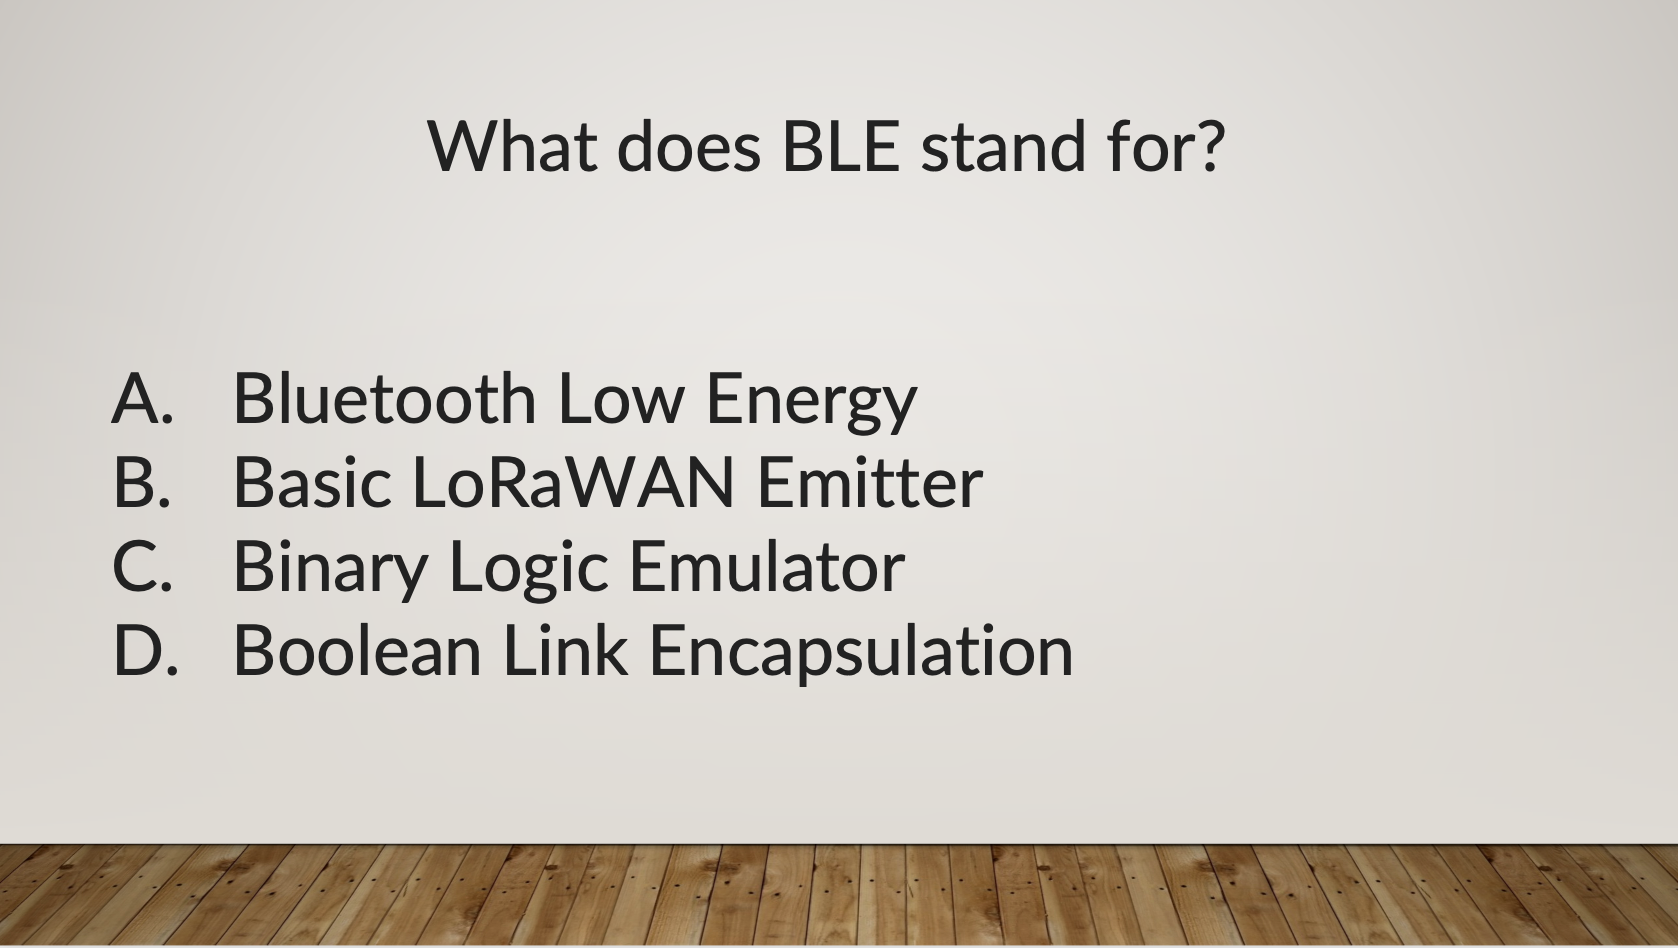 What does BLE stand for?
A. Bluetooth Low Energy
B. Basic LoRaWAN Emitter
C. Binary Logic Emulator
D. Boolean Link Encapsulation